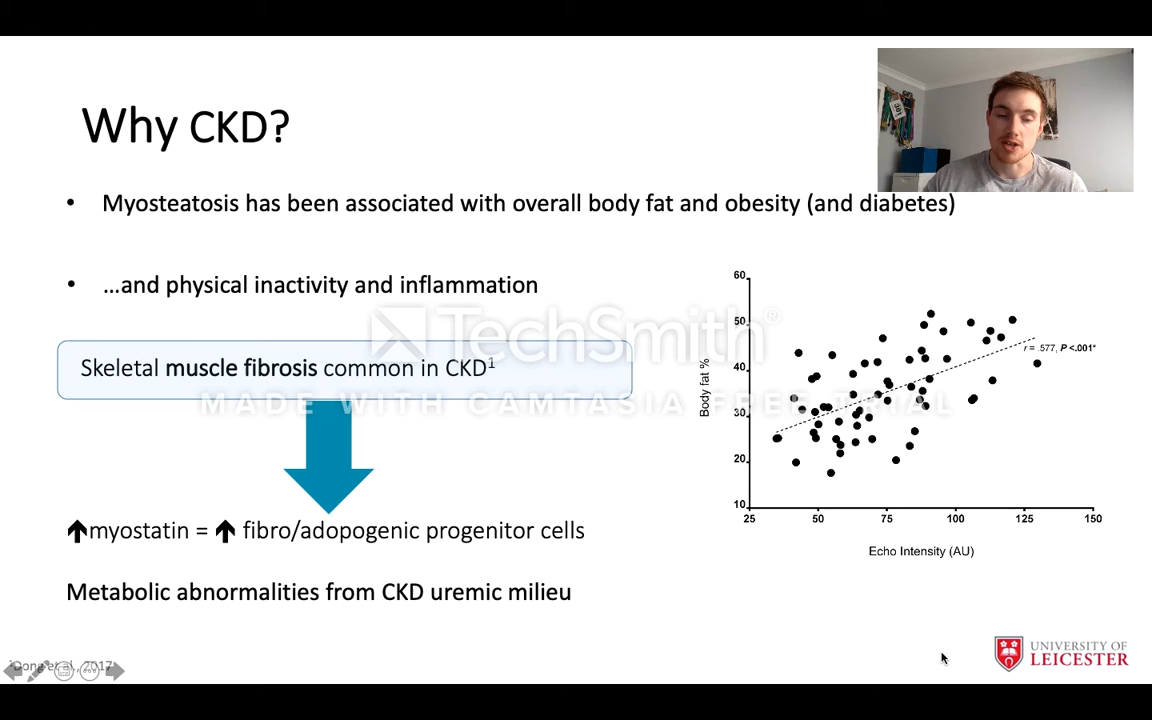 Why CKD?
• Myosteatosis has been associated with overall body fat and obesity (and diabetes)
• ...and physical inactivity and inflammation
Skeletal muscle fibrosis common in CKD1
myostatin = fibro/adopogenic progenitor cells
Metabolic abnormalities from CKD uremic milieu
1Dong et al., 2017
60
50
40
30
20
10
Body fat %
r = .577, P <.001*
25 50 75 100 125 150
Echo Intensity (AU)
TechSmith®
MADE WITH CAMTASIA FREE TRIAL
UNIVERSITY OF
LEICESTER